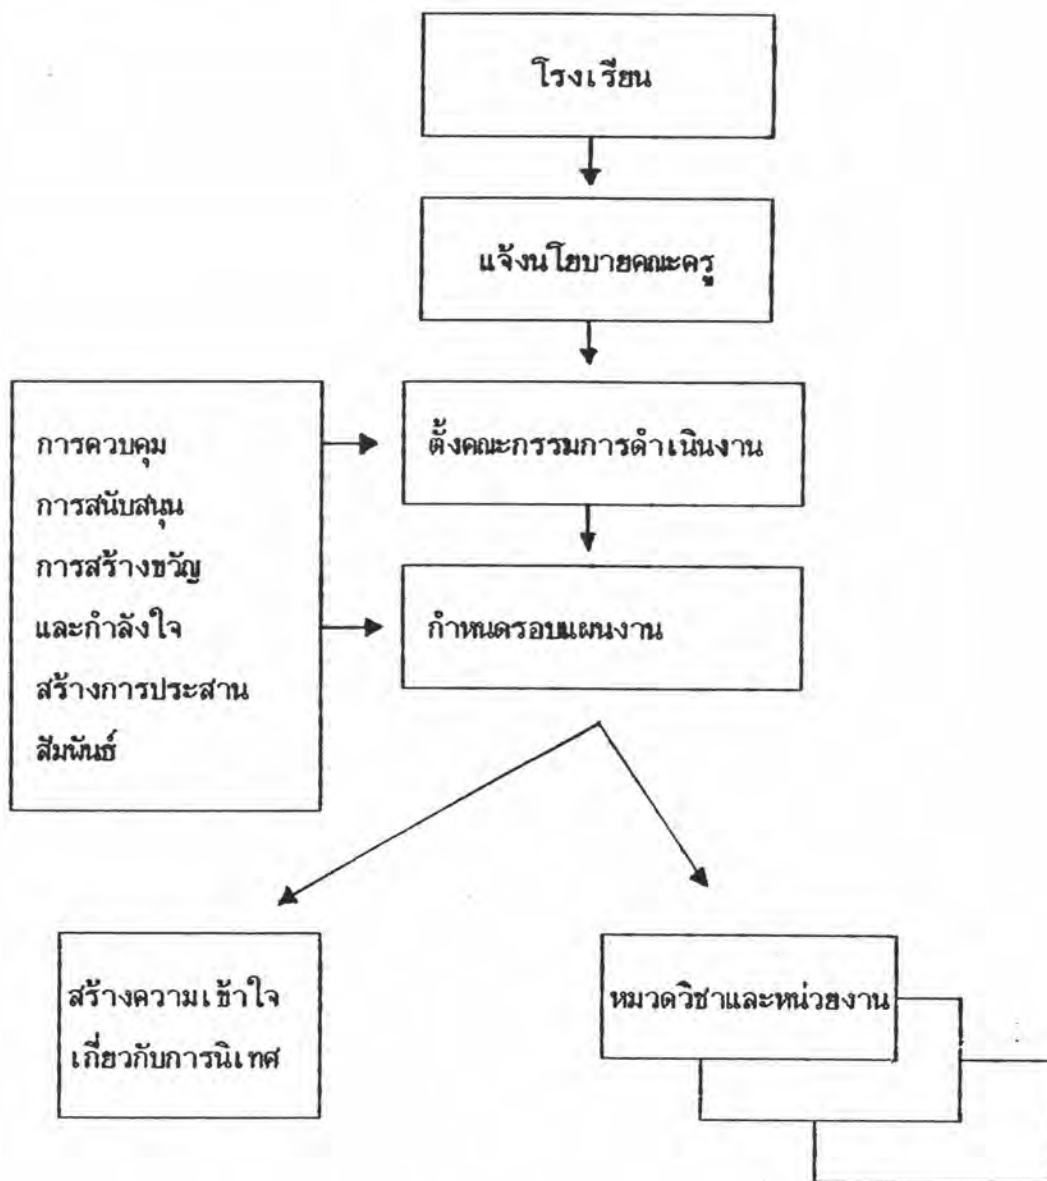 โรงเรียน
แจ้งนโยบายคณะครู
ตั้งคณะกรรมการดำเนินงาน
การควบคุม
การสนับสนุน
การสร้างขวัญ
และกำลังใจ
สร้างการประสาน
สัมพันธ์
กำหนดรอบแผนงาน
สร้างความเข้าใจ
เกี่ยวกับการนิเทศ
หมวดวิชาและหน่วยงาน